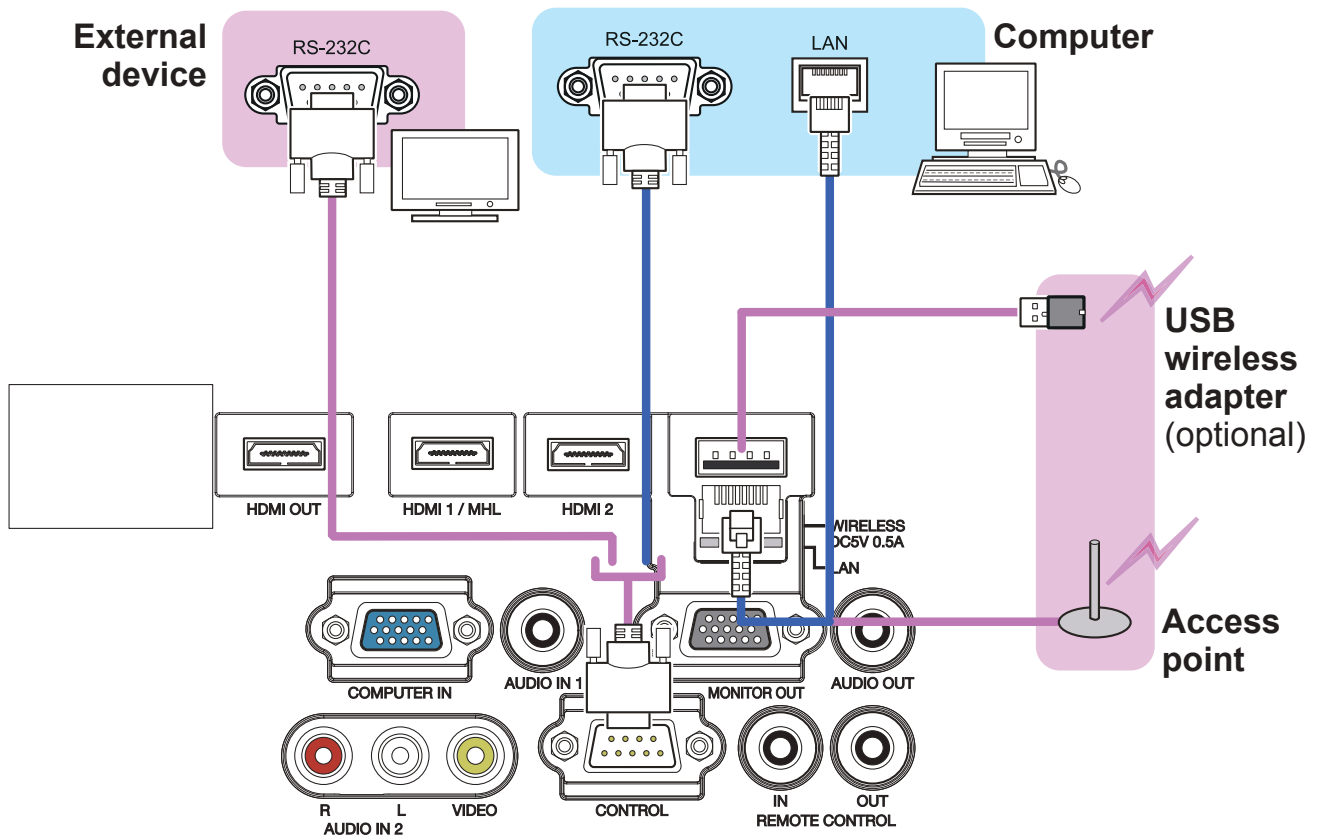 External
device
RS-232C
RS-232C
LAN
Computer
USB
wireless
adapter
(optional)
HDMI OUT
HDMI 1 / MHL
HDMI 2
WIRELESS
DC5V 0.5A
LAN
Access
point
COMPUTER IN
AUDIO IN 1
MONITOR OUT
AUDIO OUT
R
L
VIDEO
AUDIO IN 2
CONTROL
IN
OUT
REMOTE CONTROL